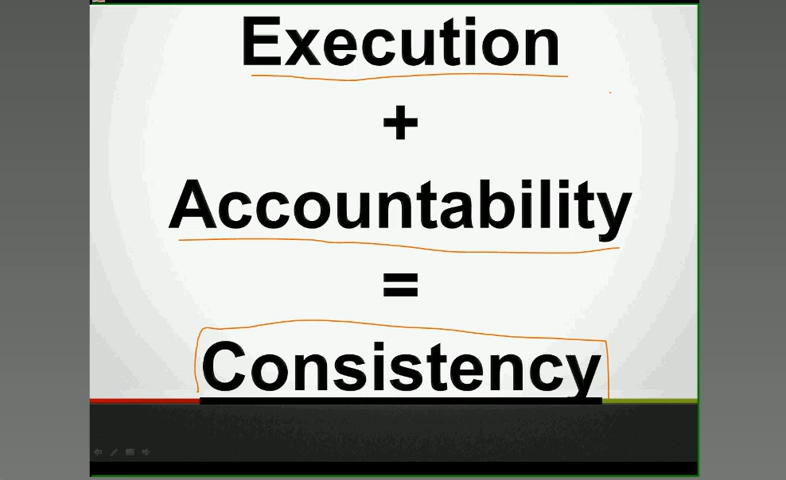 Execution
+
Accountability
=
Consistency